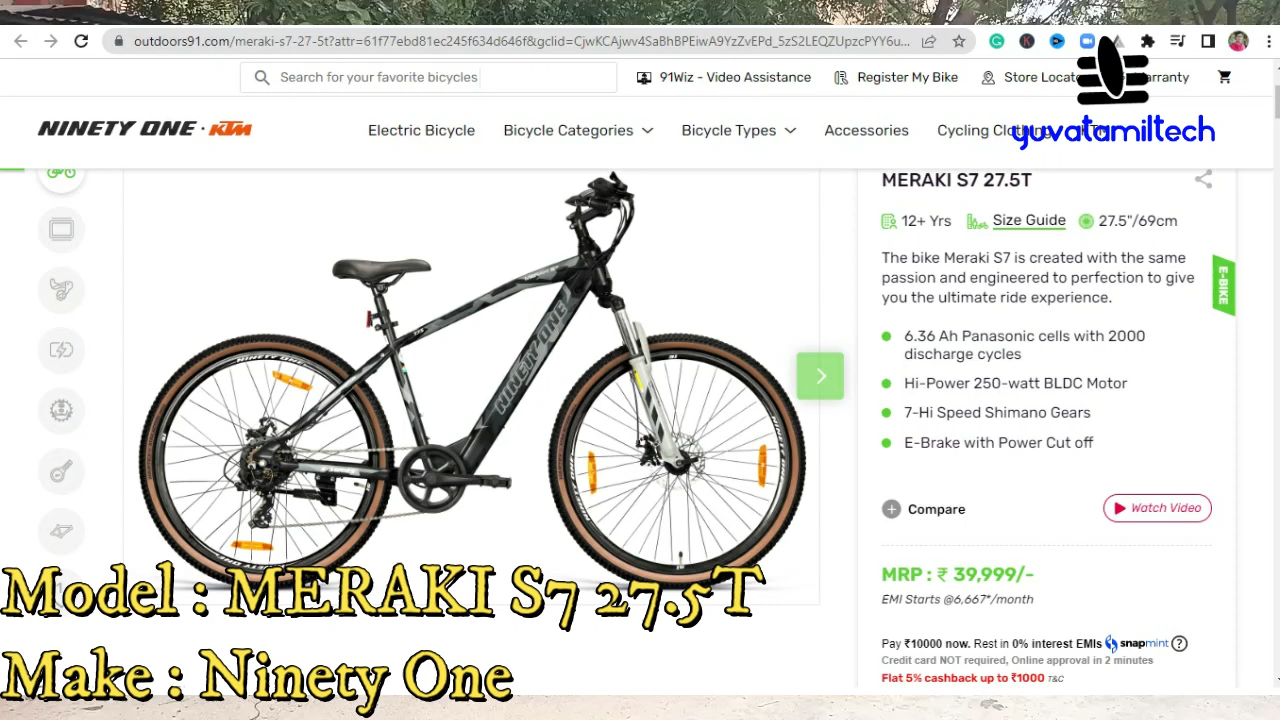 outdoors91.com/meraki-s7-27-5f?attr=61f77ebd81ec245f634d646f&gclid=CjwKCAjwv4SaBhBPEiwA9YzZvEPd_5zS2LEQZUpzcPYY6u...
Search for your favorite bicycles
91Wiz - Video Assistance
Register My Bike
Store Locato
arranty
NINETY ONE · KTM
Electric Bicycle
Bicycle Categories
Bicycle Types
Accessories
Cycling Clothing
yuvatamiltech
MERAKI S7 27.5T
12+ Yrs
Size Guide
27.5"/69cm
The bike Meraki S7 is created with the same
passion and engineered to perfection to give
you the ultimate ride experience.
E-BIKE
6.36 Ah Panasonic cells with 2000
discharge cycles
Hi-Power 250-watt BLDC Motor
7-Hi Speed Shimano Gears
E-Brake with Power Cut off
NINETY ONE
NINETY ONE
Compare
Watch Video
MRP : ₹ 39,999/-
EMI Starts @6,667*/month
Pay ₹10000 now. Rest in 0% interest EMIs snapmint ?
Credit card NOT required, Online approval in 2 minutes
Flat 5% cashback up to ₹1000 T&C
Model : MERAKI S7 27.5T
Make : Ninety One